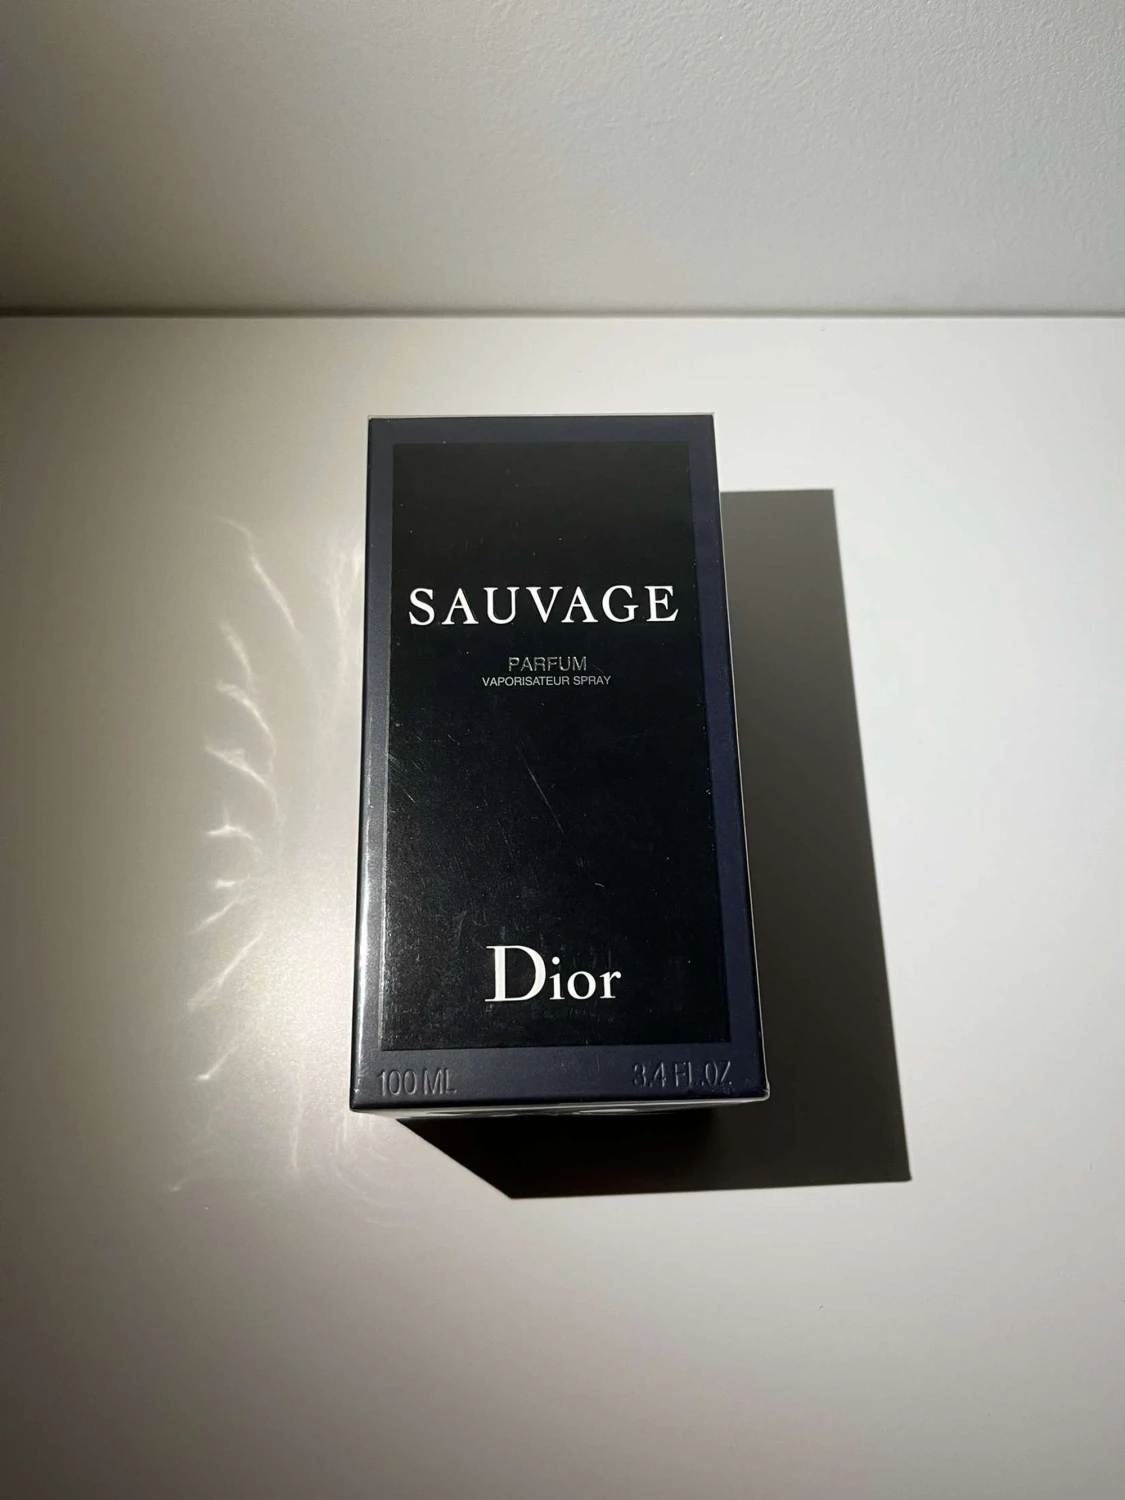 SAUVAGE
PARFUM
VAPORISATEUR SPRAY
Dior
100 ML 3.4 FL.OZ